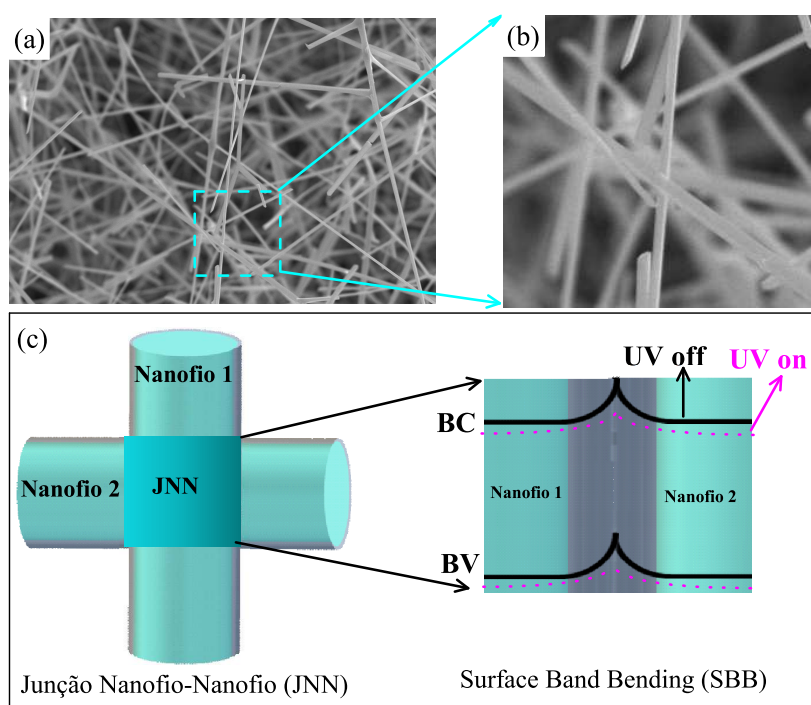 (a)
(b)
(c)
Nanofio 1
Nanofio 2
JNN
Junção Nanofio-Nanofio (JNN)
UV off
UV on
BC
Nanofio 1
Nanofio 2
BV
Surface Band Bending (SBB)